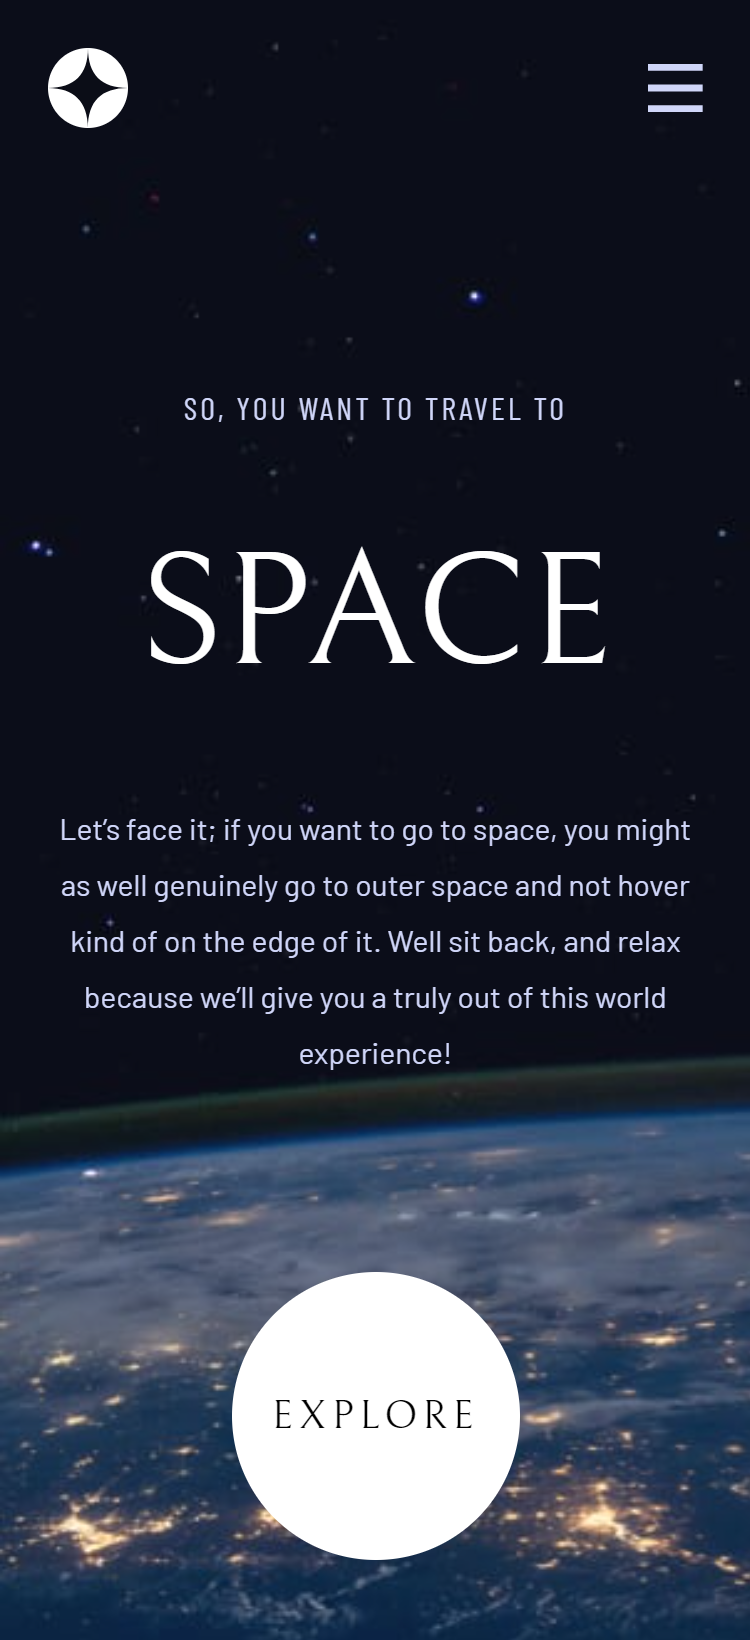 SO, YOU WANT TO TRAVEL TO
SPACE
Let’s face it; if you want to go to space, you might
as well genuinely go to outer space and not hover
kind of on the edge of it. Well sit back, and relax
because we’ll give you a truly out of this world
experience!
EXPLORE